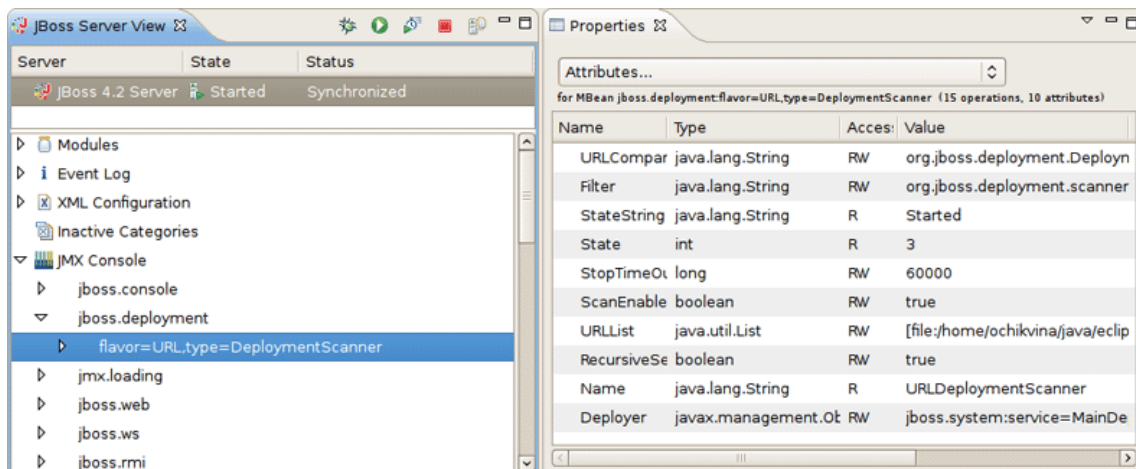 JBoss Server View
Server State Status
JBoss 4.2 Server Started Synchronized
Modules
Event Log
XML Configuration
Inactive Categories
JMX Console
jboss.console
jboss.deployment
flavor=URL,type=DeploymentScanner
jmx.loading
jboss.web
jboss.ws
jboss.rmi
Properties
Attributes...
for MBean jboss.deployment:flavor=URL,type=DeploymentScanner (15 operations, 10 attributes)
Name Type Acces: Value
URLCompar java.lang.String RW org.jboss.deployment.Deployn
Filter java.lang.String RW org.jboss.deployment.scanner
StateString java.lang.String R Started
State int R 3
StopTimeOu long RW 60000
ScanEnable boolean RW true
URLList java.util.List RW [file:/home/ochikvina/java/eclip
RecursiveSe boolean RW true
Name java.lang.String R URLDeploymentScanner
Deployer javax.management.Ob RW jboss.system:service=MainDe